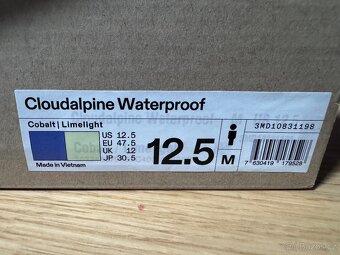 Cloudalpine Waterproof
Cobalt | Limelight
US 12.5
EU 47.5
UK 12
JP 30.5
Made in Vietnam
12.5
M
3MD10831198
7 630419 179528